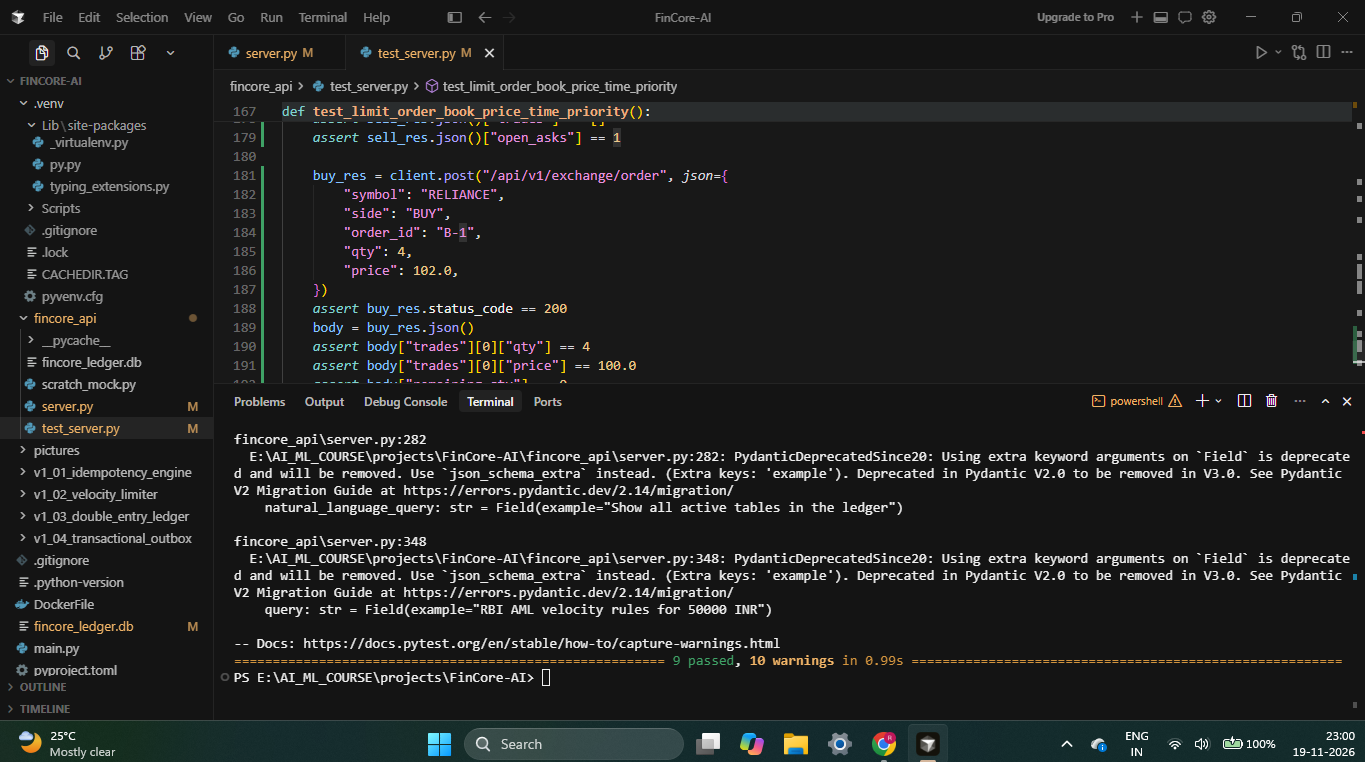 File Edit Selection View Go Run Terminal Help
FinCore-AI
Upgrade to Pro
FINCORE-AI
.venv
Lib\site-packages
_virtualenv.py
py.py
typing_extensions.py
Scripts
.gitignore
.lock
CACHEDIR.TAG
pyvenv.cfg
fincore_api
__pycache__
fincore_ledger.db
scratch_mock.py
server.py M
test_server.py M
pictures
v1_01_idempotency_engine
v1_02_velocity_limiter
v1_03_double_entry_ledger
v1_04_transactional_outbox
.gitignore
.python-version
DockerFile
fincore_ledger.db M
main.py
pyproject.toml
OUTLINE
TIMELINE
server.py M
test_server.py M
fincore_api > test_server.py > test_limit_order_book_price_time_priority
167 def test_limit_order_book_price_time_priority():
179 assert sell_res.json()["open_asks"] == 1
180
181 buy_res = client.post("/api/v1/exchange/order", json={
182 "symbol": "RELIANCE",
183 "side": "BUY",
184 "order_id": "B-1",
185 "qty": 4,
186 "price": 102.0,
187 })
188 assert buy_res.status_code == 200
189 body = buy_res.json()
190 assert body["trades"][0]["qty"] == 4
191 assert body["trades"][0]["price"] == 100.0
Problems Output Debug Console Terminal Ports
powershell
fincore_api\server.py:282
E:\AI_ML_COURSE\projects\FinCore-AI\fincore_api\server.py:282: PydanticDeprecatedSince20: Using extra keyword arguments on `Field` is deprecate
d and will be removed. Use `json_schema_extra` instead. (Extra keys: 'example'). Deprecated in Pydantic V2.0 to be removed in V3.0. See Pydantic
V2 Migration Guide at https://errors.pydantic.dev/2.14/migration/
natural_language_query: str = Field(example="Show all active tables in the ledger")
fincore_api\server.py:348
E:\AI_ML_COURSE\projects\FinCore-AI\fincore_api\server.py:348: PydanticDeprecatedSince20: Using extra keyword arguments on `Field` is deprecate
d and will be removed. Use `json_schema_extra` instead. (Extra keys: 'example'). Deprecated in Pydantic V2.0 to be removed in V3.0. See Pydantic
V2 Migration Guide at https://errors.pydantic.dev/2.14/migration/
query: str = Field(example="RBI AML velocity rules for 50000 INR")
-- Docs: https://docs.pytest.org/en/stable/how-to/capture-warnings.html
9 passed, 10 warnings in 0.99s
PS E:\AI_ML_COURSE\projects\FinCore-AI>
25°C
Mostly clear
Search
ENG
IN
100%
23:00
19-11-2026